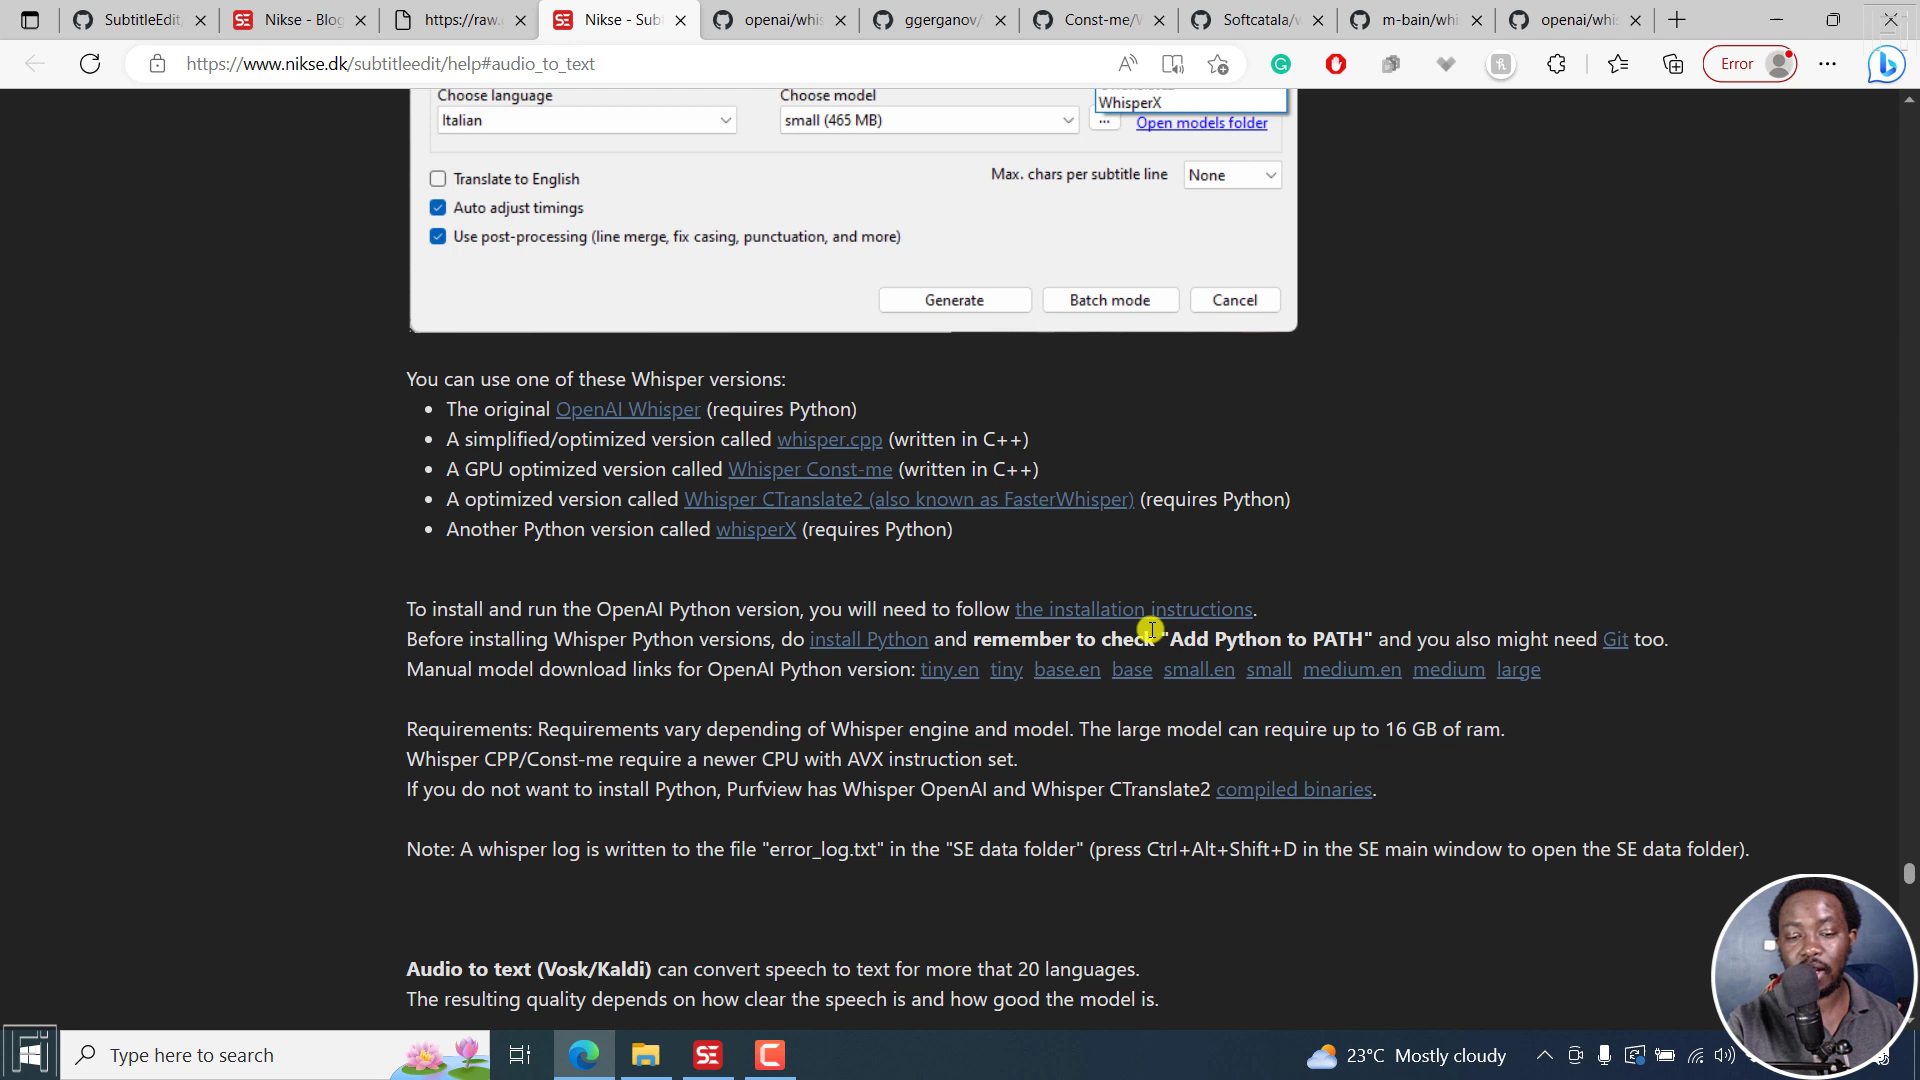 SubtitleEdit
Nikse - Blog
https://raw.
Nikse - Sub
openai/whis
ggerganov/
Const-me/
Softcatala/
m-bain/whi
openai/whis
https://www.nikse.dk/subtitleedit/help#audio_to_text
Error
Choose language
Choose model
WhisperX
Italian
small (465 MB)
...
Open models folder
Translate to English
Max. chars per subtitle line
None
Auto adjust timings
Use post-processing (line merge, fix casing, punctuation, and more)
Generate
Batch mode
Cancel
You can use one of these Whisper versions:
• The original OpenAI Whisper (requires Python)
• A simplified/optimized version called whisper.cpp (written in C++)
• A GPU optimized version called Whisper Const-me (written in C++)
• A optimized version called Whisper CTranslate2 (also known as FasterWhisper) (requires Python)
• Another Python version called whisperX (requires Python)
To install and run the OpenAI Python version, you will need to follow the installation instructions.
Before installing Whisper Python versions, do install Python and remember to check "Add Python to PATH" and you also might need Git too.
Manual model download links for OpenAI Python version: tiny.en tiny base.en base small.en small medium.en medium large
Requirements: Requirements vary depending of Whisper engine and model. The large model can require up to 16 GB of ram.
Whisper CPP/Const-me require a newer CPU with AVX instruction set.
If you do not want to install Python, Purfview has Whisper OpenAI and Whisper CTranslate2 compiled binaries.
Note: A whisper log is written to the file "error_log.txt" in the "SE data folder" (press Ctrl+Alt+Shift+D in the SE main window to open the SE data folder).
Audio to text (Vosk/Kaldi) can convert speech to text for more that 20 languages.
The resulting quality depends on how clear the speech is and how good the model is.
Type here to search
SE
23°C Mostly cloudy